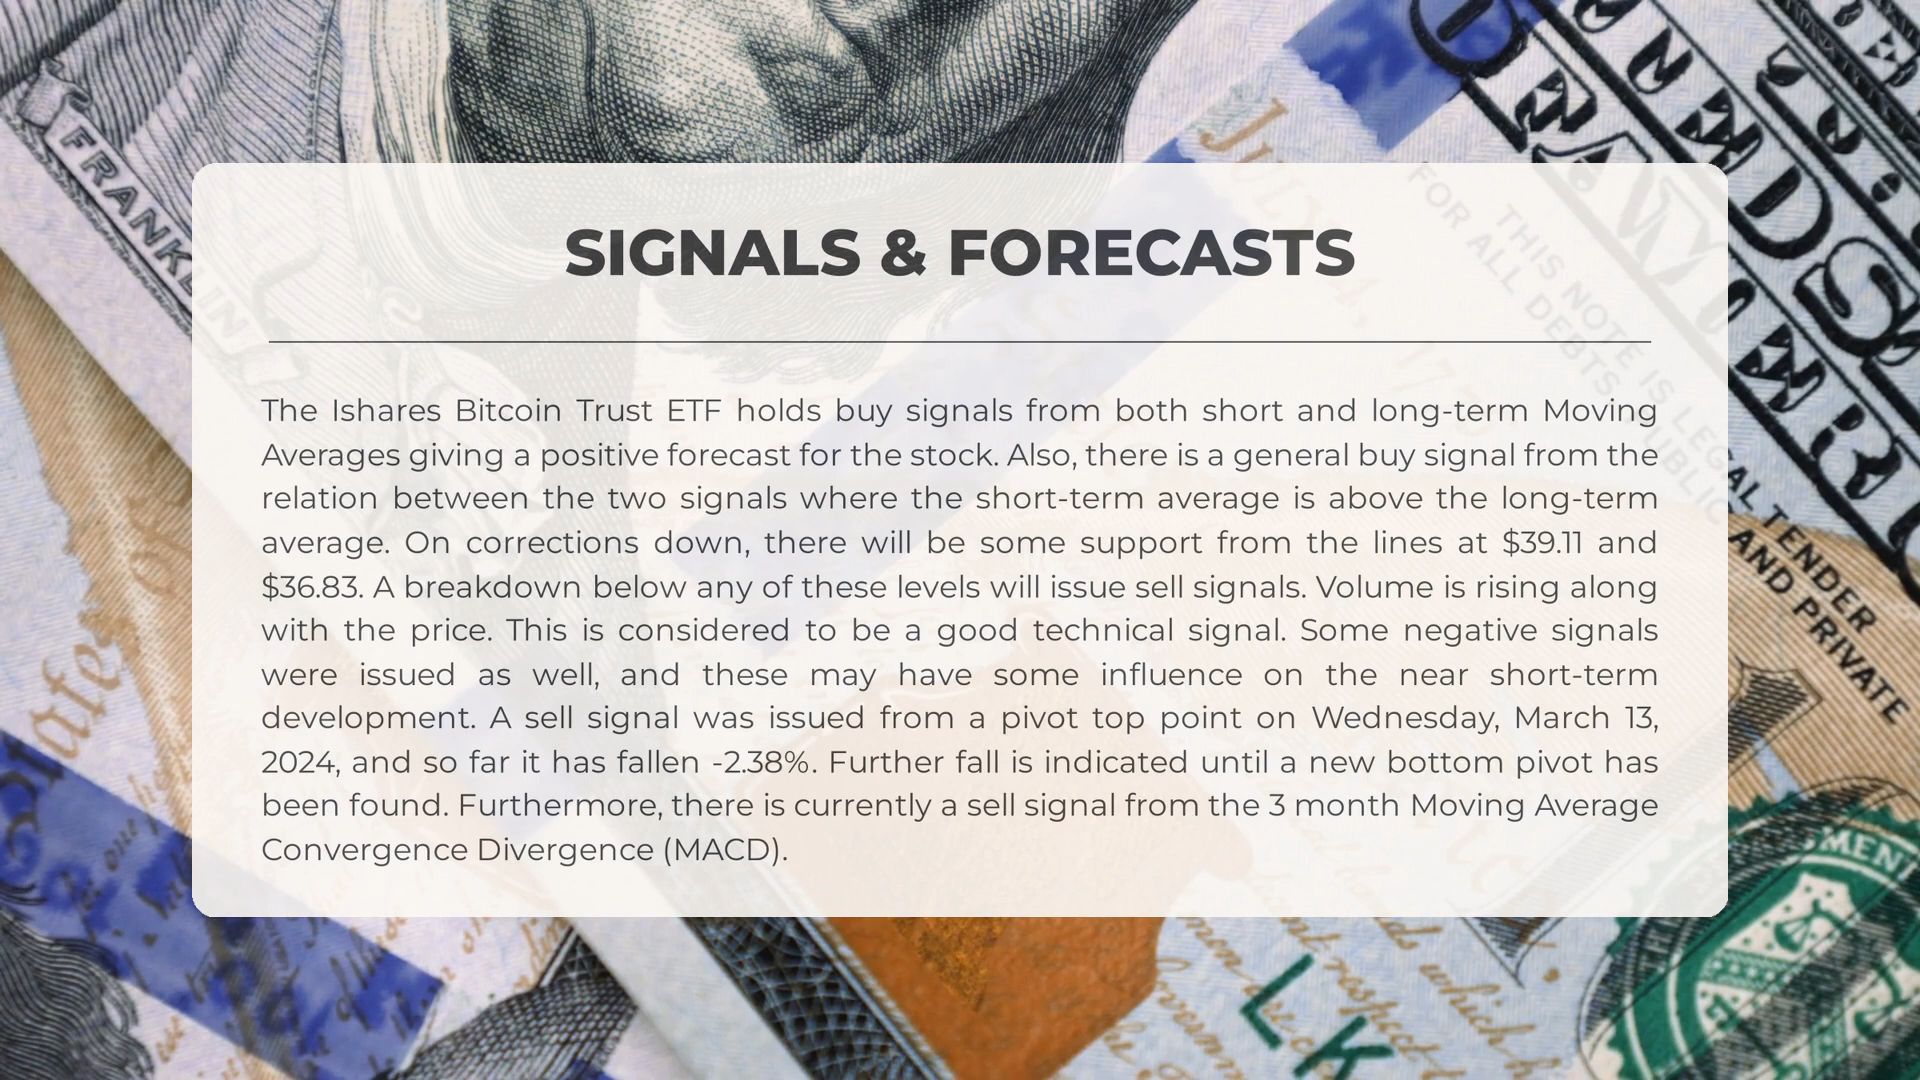 FRANKLIN
JULY 4, 1776
THIS NOTE IS LEGAL TENDER
FOR ALL DEBTS PUBLIC AND PRIVATE
SIGNALS & FORECASTS
The Ishares Bitcoin Trust ETF holds buy signals from both short and long-term Moving
Averages giving a positive forecast for the stock. Also, there is a general buy signal from the
relation between the two signals where the short-term average is above the long-term
average. On corrections down, there will be some support from the lines at $39.11 and
$36.83. A breakdown below any of these levels will issue sell signals. Volume is rising along
with the price. This is considered to be a good technical signal. Some negative signals
were issued as well, and these may have some influence on the near short-term
development. A sell signal was issued from a pivot top point on Wednesday, March 13,
2024, and so far it has fallen -2.38%. Further fall is indicated until a new bottom pivot has
been found. Furthermore, there is currently a sell signal from the 3 month Moving Average
Convergence Divergence (MACD).
LK